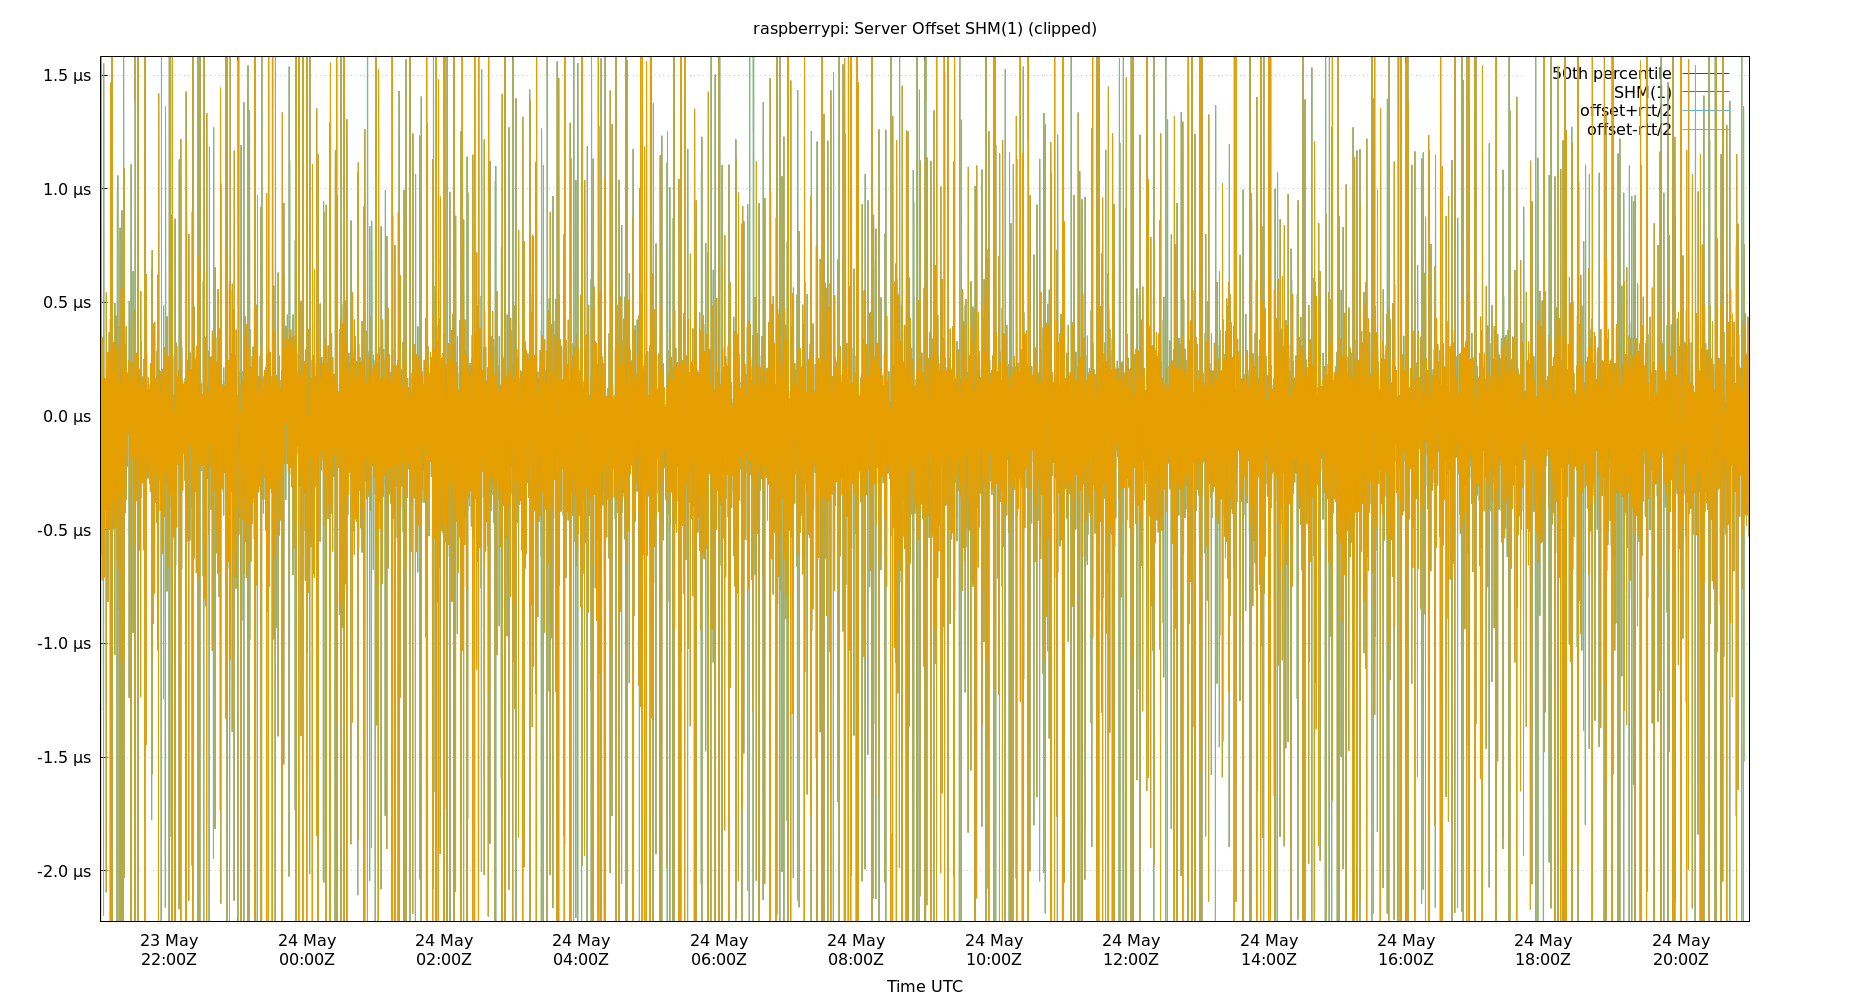 raspberrypi: Server Offset SHM(1) (clipped)
1.5 µs
1.0 µs
0.5 µs
0.0 µs
-0.5 µs
-1.0 µs
-1.5 µs
-2.0 µs
50th percentile
SHM(1)
offset+rtt/2
offset-rtt/2
23 May 24 May 24 May 24 May 24 May 24 May 24 May 24 May 24 May 24 May 24 May 24 May
22:00Z 00:00Z 02:00Z 04:00Z 06:00Z 08:00Z 10:00Z 12:00Z 14:00Z 16:00Z 18:00Z 20:00Z
Time UTC